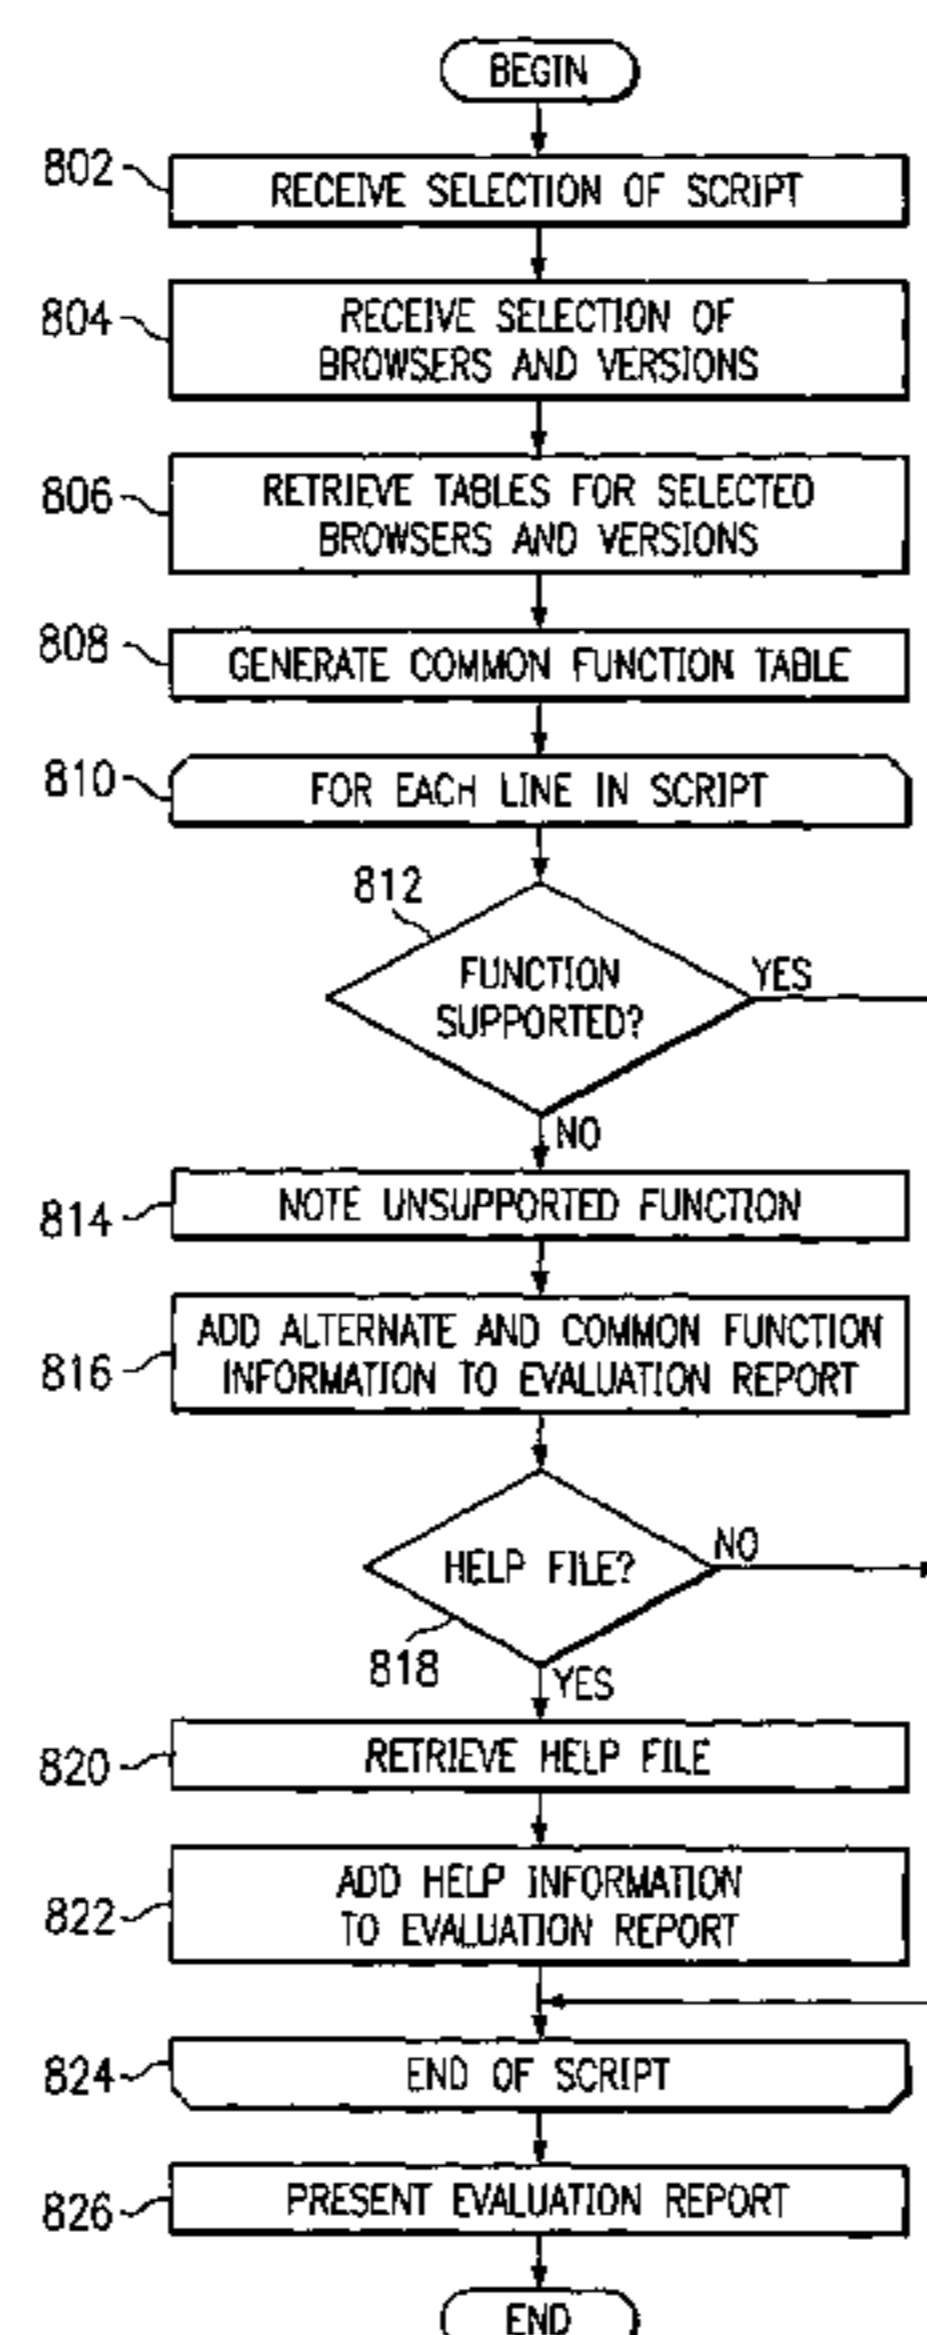 BEGIN
802
RECEIVE SELECTION OF SCRIPT
804
RECEIVE SELECTION OF
BROWSERS AND VERSIONS
806
RETRIEVE TABLES FOR SELECTED
BROWSERS AND VERSIONS
808
GENERATE COMMON FUNCTION TABLE
810
FOR EACH LINE IN SCRIPT
812
FUNCTION
SUPPORTED?
YES
NO
814
NOTE UNSUPPORTED FUNCTION
816
ADD ALTERNATE AND COMMON FUNCTION
INFORMATION TO EVALUATION REPORT
HELP FILE?
NO
818
YES
820
RETRIEVE HELP FILE
822
ADD HELP INFORMATION
TO EVALUATION REPORT
824
END OF SCRIPT
826
PRESENT EVALUATION REPORT
END